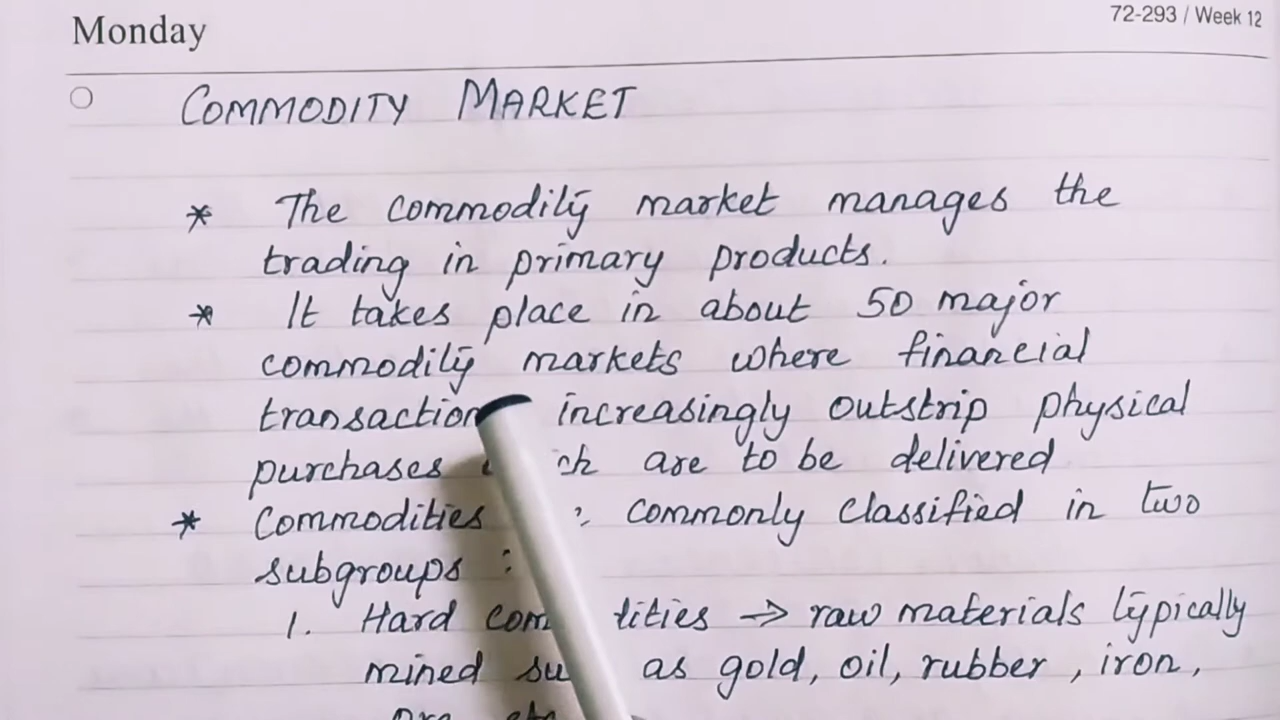 Monday
72-293 / Week 12
COMMODITY MARKET
* The commodity market manages the
trading in primary products.
* It takes place in about 50 major
commodity markets where financial
transaction increasingly outstrip physical
purchases are to be delivered
* Commodities commonly classified in two
subgroups :
1. Hard → raw materials typically
mined as gold, oil, rubber, iron,
ore etc